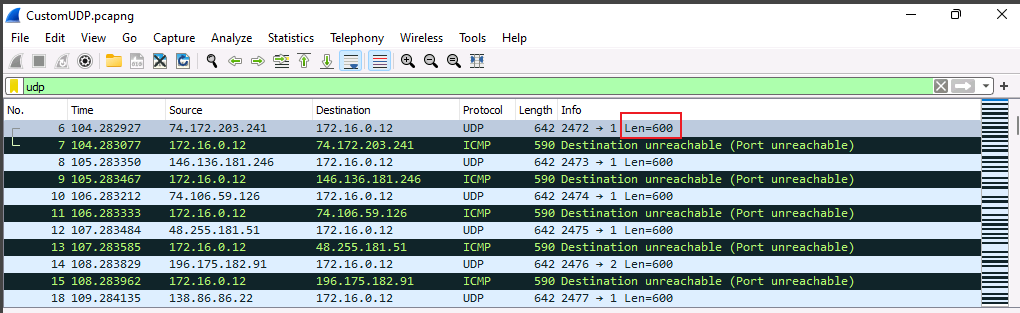 CustomUDP.pcapng
File Edit View Go Capture Analyze Statistics Telephony Wireless Tools Help
udp
No. Time Source Destination Protocol Length Info
6 104.282927 74.172.203.241 172.16.0.12 UDP 642 2472 → 1 Len=600
7 104.283077 172.16.0.12 74.172.203.241 ICMP 590 Destination unreachable (Port unreachable)
8 105.283350 146.136.181.246 172.16.0.12 UDP 642 2473 → 1 Len=600
9 105.283467 172.16.0.12 146.136.181.246 ICMP 590 Destination unreachable (Port unreachable)
10 106.283212 74.106.59.126 172.16.0.12 UDP 642 2474 → 1 Len=600
11 106.283333 172.16.0.12 74.106.59.126 ICMP 590 Destination unreachable (Port unreachable)
12 107.283484 48.255.181.51 172.16.0.12 UDP 642 2475 → 1 Len=600
13 107.283585 172.16.0.12 48.255.181.51 ICMP 590 Destination unreachable (Port unreachable)
14 108.283829 196.175.182.91 172.16.0.12 UDP 642 2476 → 2 Len=600
15 108.283962 172.16.0.12 196.175.182.91 ICMP 590 Destination unreachable (Port unreachable)
18 109.284135 138.86.86.22 172.16.0.12 UDP 642 2477 → 1 Len=600